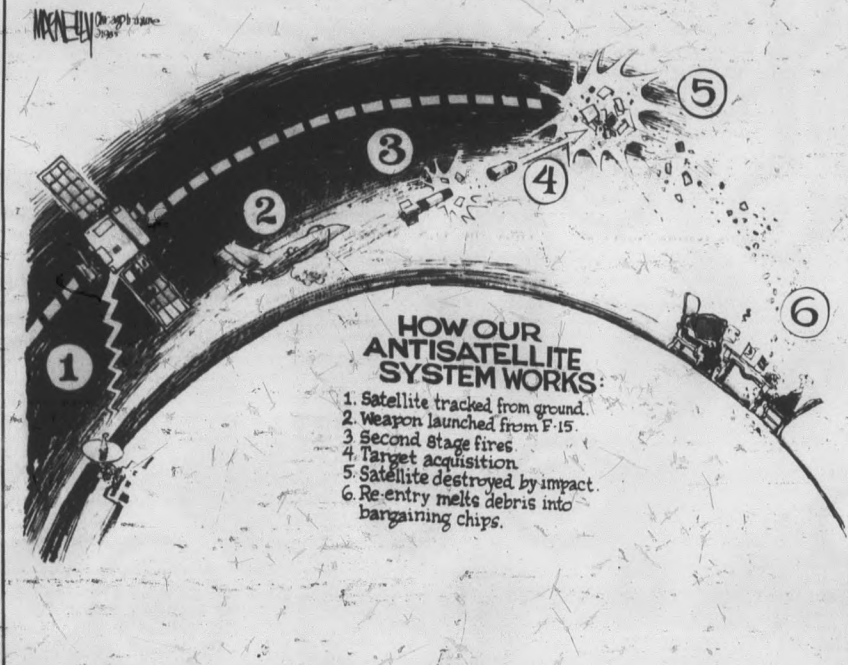 MACNELLY Chicago Tribune
1
2
3
4
5
6
HOW OUR
ANTISATELLITE
SYSTEM WORKS:
1. Satellite tracked from ground.
2. Weapon launched from F-15.
3. Second stage fires.
4. Target acquisition
5. Satellite destroyed by impact.
6. Re-entry melts debris into
bargaining chips.